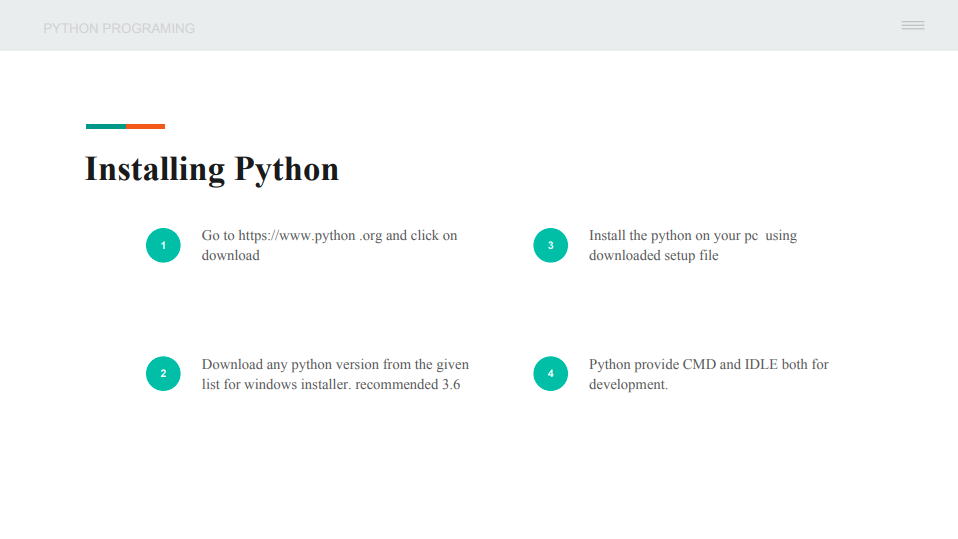 PYTHON PROGRAMING
Installing Python
1
Go to https://www.python .org and click on
download
2
Download any python version from the given
list for windows installer. recommended 3.6
3
Install the python on your pc  using
downloaded setup file
4
Python provide CMD and IDLE both for
development.